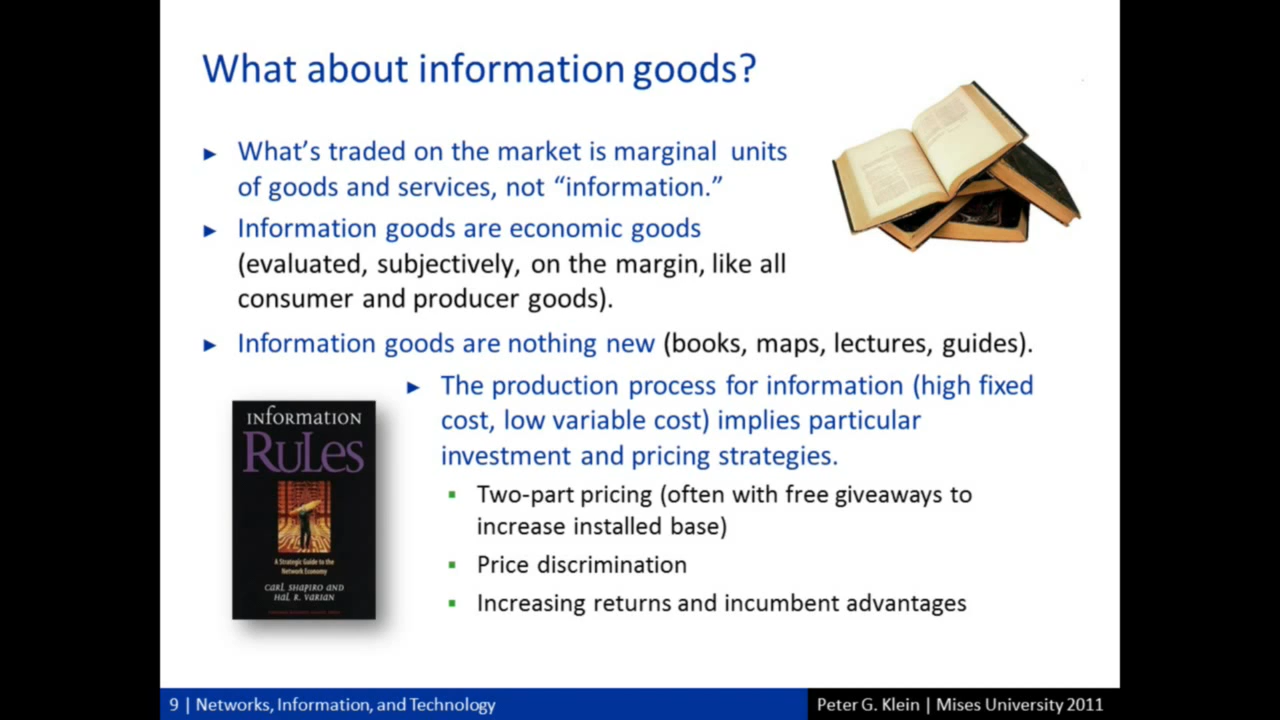 What about information goods?
► What's traded on the market is marginal units
of goods and services, not “information.”
► Information goods are economic goods
(evaluated, subjectively, on the margin, like all
consumer and producer goods).
► Information goods are nothing new (books, maps, lectures, guides).
► The production process for information (high fixed
cost, low variable cost) implies particular
investment and pricing strategies.
▪ Two-part pricing (often with free giveaways to
increase installed base)
▪ Price discrimination
▪ Increasing returns and incumbent advantages
INFORMATION
RULES
A Strategic Guide to the
Network Economy
CARL SHAPIRO AND
HAL R. VARIAN
9 | Networks, Information, and Technology
Peter G. Klein | Mises University 2011